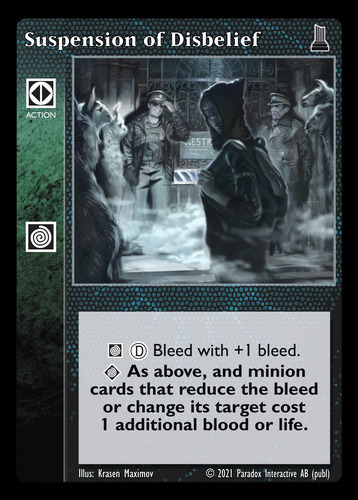 Suspension of Disbelief
ACTION
RESTR
D Bleed with +1 bleed.
As above, and minion
cards that reduce the bleed
or change its target cost
1 additional blood or life.
Illus: Krasen Maximov © 2021 Paradox Interactive AB (publ)